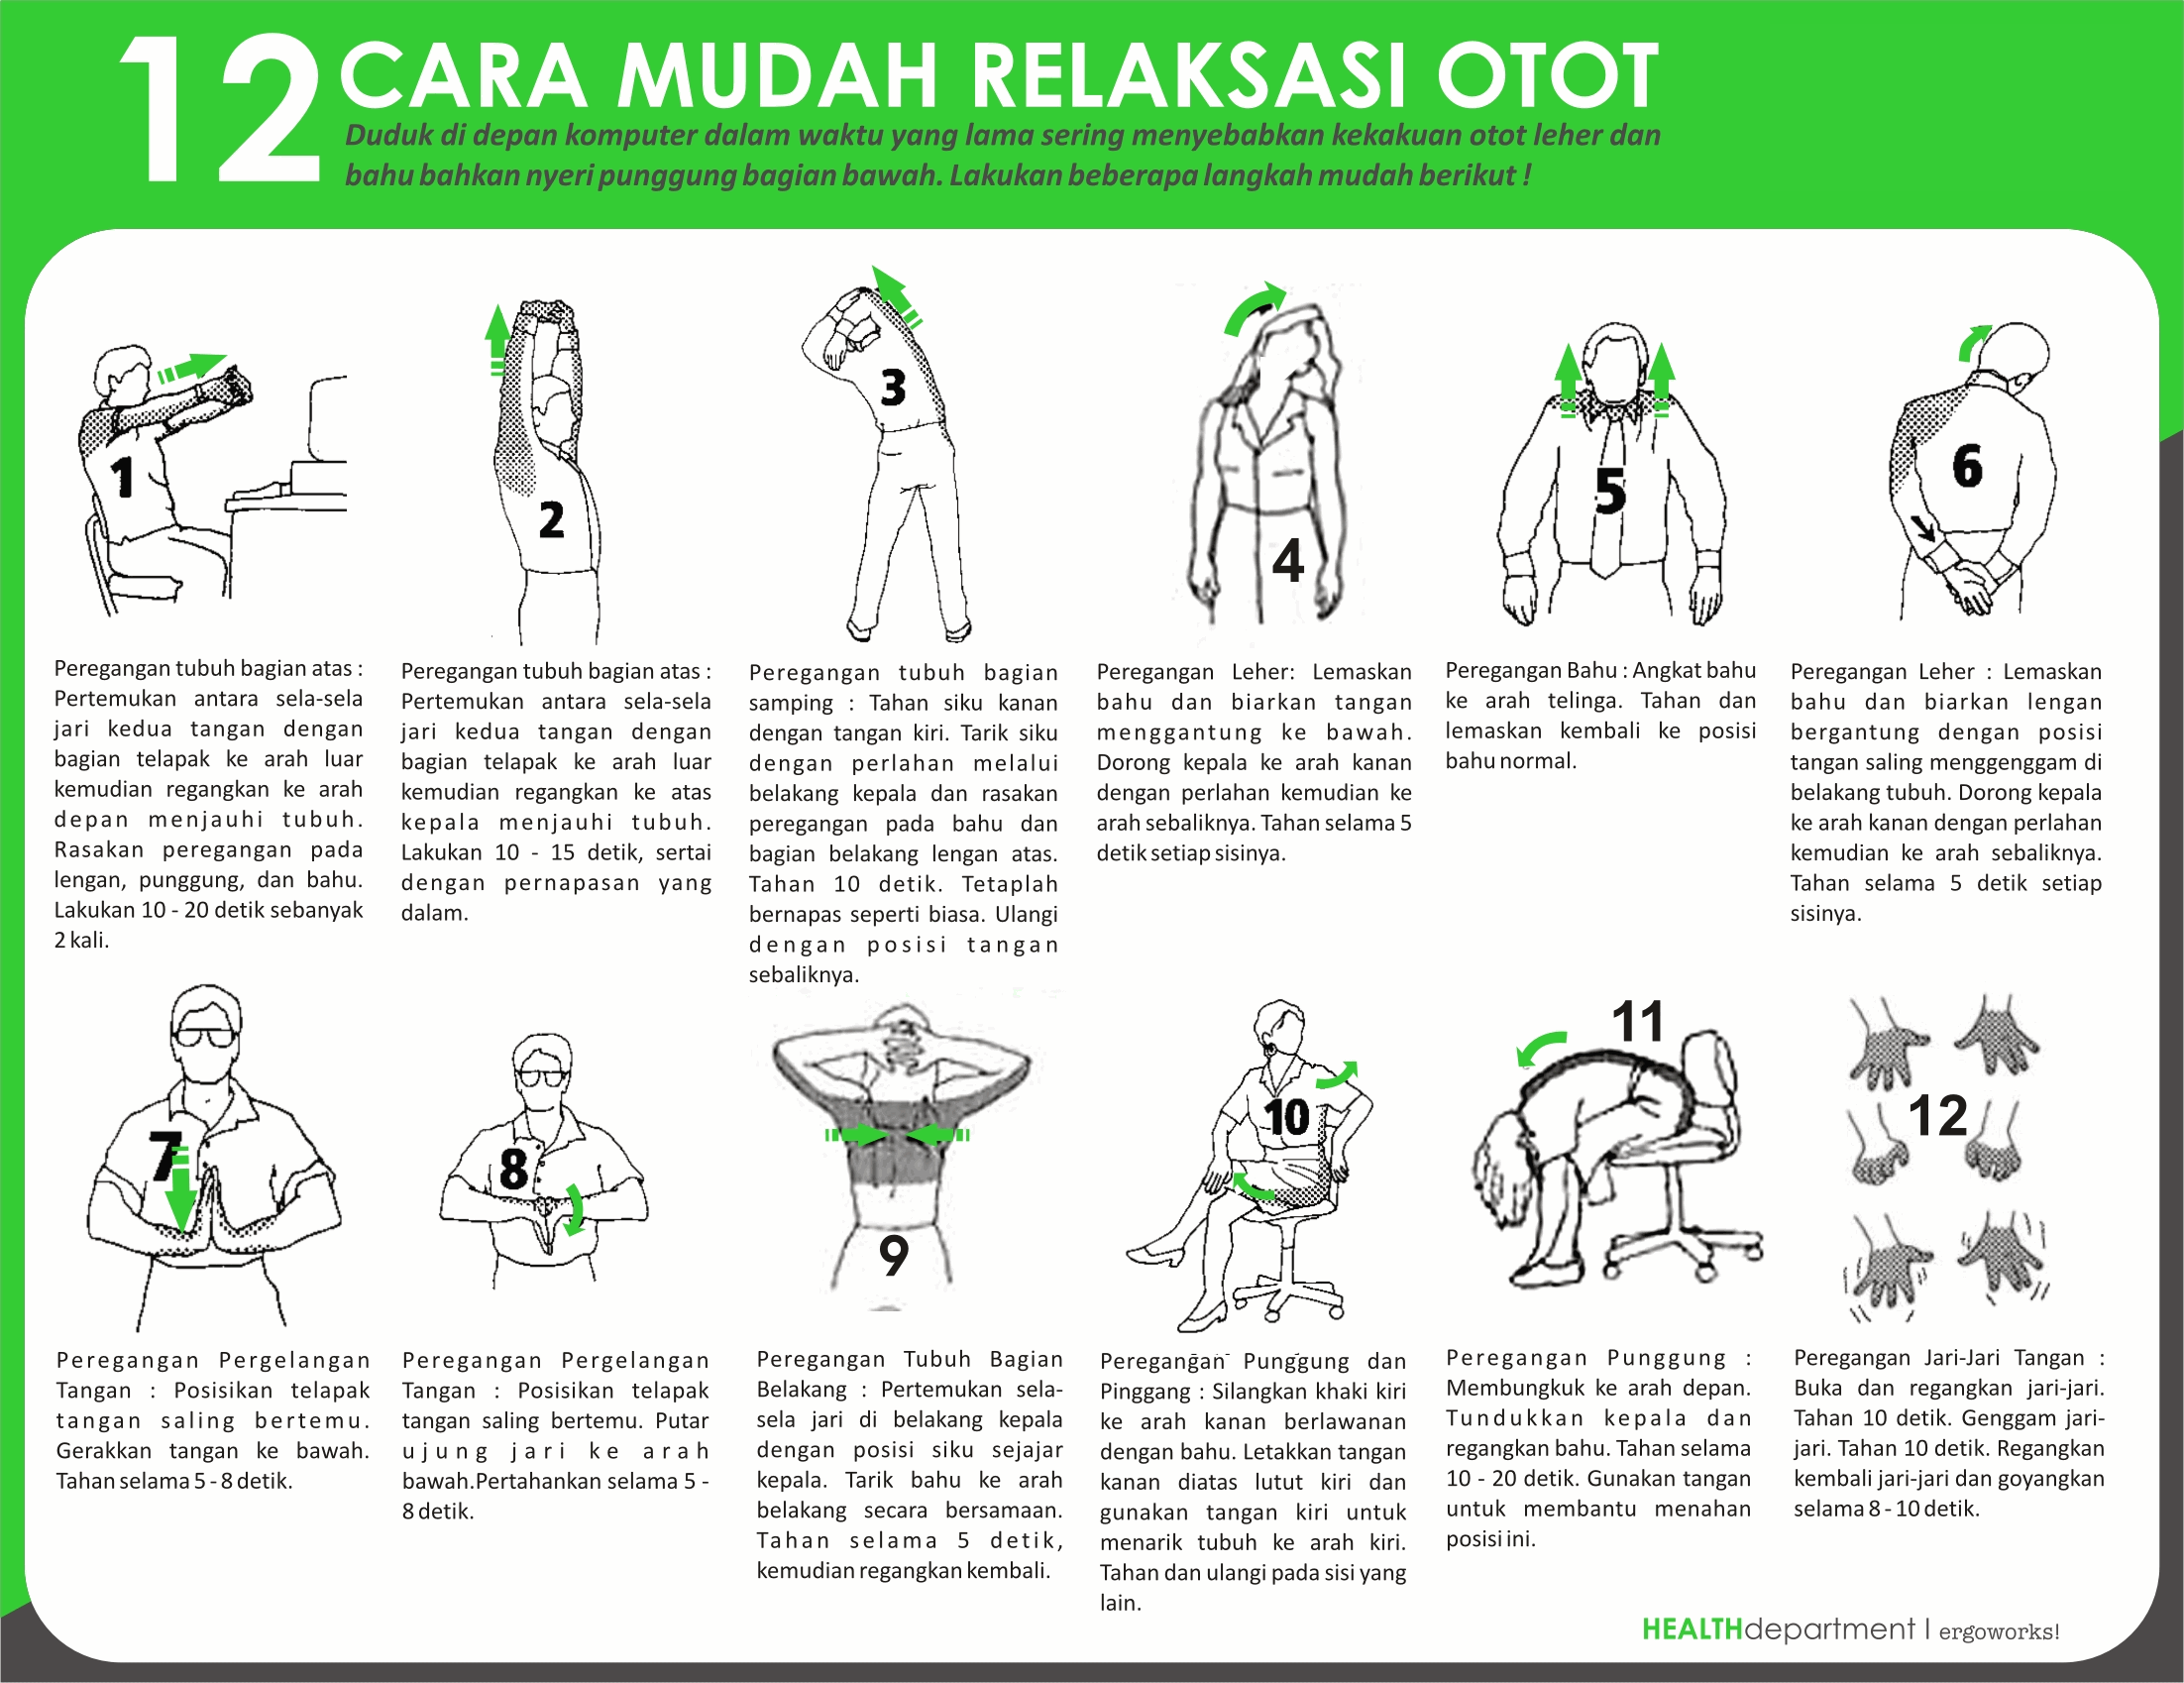 12 CARA MUDAH RELAKSASI OTOT
Duduk di depan komputer dalam waktu yang lama sering menyebabkan kekakuan otot leher dan
bahu bahkan nyeri punggung bagian bawah. Lakukan beberapa langkah mudah berikut !
1
Peregangan tubuh bagian atas :
Pertemukan antara sela-sela
jari kedua tangan dengan
bagian telapak ke arah luar
kemudian regangkan ke arah
depan menjauhi tubuh.
Rasakan peregangan pada
lengan, punggung, dan bahu.
Lakukan 10 - 20 detik sebanyak
2 kali.
2
Peregangan tubuh bagian atas :
Pertemukan antara sela-sela
jari kedua tangan dengan
bagian telapak ke arah luar
kemudian regangkan ke atas
kepala menjauhi tubuh.
Lakukan 10 - 15 detik, sertai
dengan pernapasan yang
dalam.
3
Peregangan tubuh bagian
samping : Tahan siku kanan
dengan tangan kiri. Tarik siku
dengan perlahan melalui
belakang kepala dan rasakan
peregangan pada bahu dan
bagian belakang lengan atas.
Tahan 10 detik. Tetaplah
bernapas seperti biasa. Ulangi
dengan posisi tangan
sebaliknya.
4
Peregangan Leher: Lemaskan
bahu dan biarkan tangan
menggantung ke bawah.
Dorong kepala ke arah kanan
dengan perlahan kemudian ke
arah sebaliknya. Tahan selama 5
detik setiap sisinya.
5
Peregangan Bahu : Angkat bahu
ke arah telinga. Tahan dan
lemaskan kembali ke posisi
bahu normal.
6
Peregangan Leher : Lemaskan
bahu dan biarkan lengan
bergantung dengan posisi
tangan saling menggenggam di
belakang tubuh. Dorong kepala
ke arah kanan dengan perlahan
kemudian ke arah sebaliknya.
Tahan selama 5 detik setiap
sisinya.
7
Peregangan Pergelangan
Tangan : Posisikan telapak
tangan saling bertemu.
Gerakkan tangan ke bawah.
Tahan selama 5 - 8 detik.
8
Peregangan Pergelangan
Tangan : Posisikan telapak
tangan saling bertemu. Putar
ujung jari ke arah
bawah.Pertahankan selama 5 -
8 detik.
9
Peregangan Tubuh Bagian
Belakang : Pertemukan sela-
sela jari di belakang kepala
dengan posisi siku sejajar
kepala. Tarik bahu ke arah
belakang secara bersamaan.
Tahan selama 5 detik,
kemudian regangkan kembali.
10
Peregangan Punggung dan
Pinggang : Silangkan khaki kiri
ke arah kanan berlawanan
dengan bahu. Letakkan tangan
kanan diatas lutut kiri dan
gunakan tangan kiri untuk
menarik tubuh ke arah kiri.
Tahan dan ulangi pada sisi yang
lain.
11
Peregangan Punggung :
Membungkuk ke arah depan.
Tundukkan kepala dan
regangkan bahu. Tahan selama
10 - 20 detik. Gunakan tangan
untuk membantu menahan
posisi ini.
12
Peregangan Jari-Jari Tangan :
Buka dan regangkan jari-jari.
Tahan 10 detik. Genggam jari-
jari. Tahan 10 detik. Regangkan
kembali jari-jari dan goyangkan
selama 8 - 10 detik.
HEALTHdepartment | ergoworks!